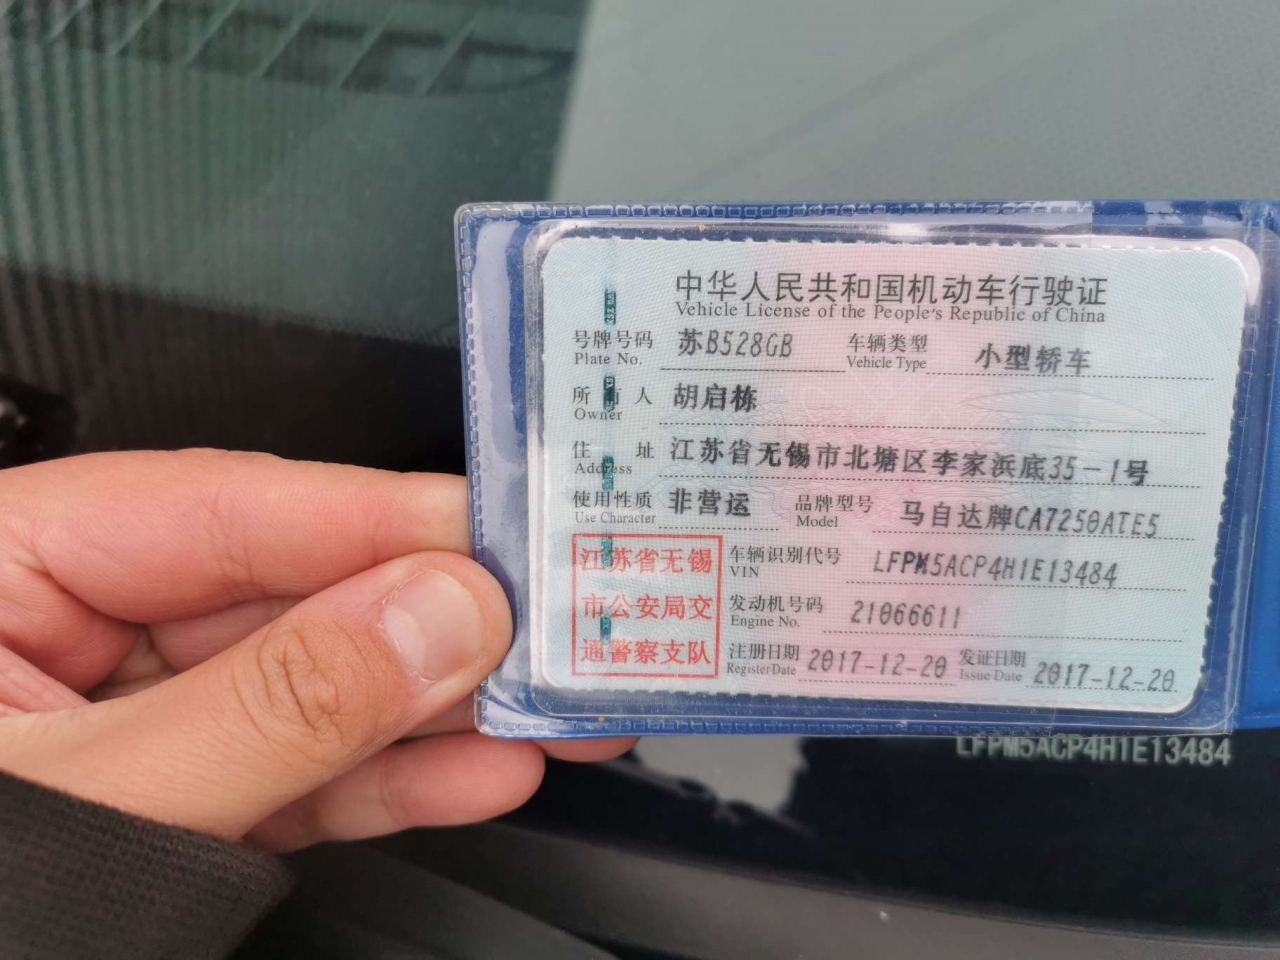 中华人民共和国机动车行驶证
Vehicle License of the People's Republic of China
号牌号码 苏B528GB 车辆类型 小型轿车
Plate No. Vehicle Type
所有人 胡启栋
Owner
住址 江苏省无锡市北塘区李家浜底35-1号
Address
使用性质 非营运 品牌型号 马自达牌CA7250ATE5
Use Character Model
江苏省无锡 车辆识别代号 LFPM5ACP4H1E13484
VIN
市公安局交 发动机号码 21066611
Engine No.
通警察支队 注册日期 2017-12-20 发证日期 2017-12-20
Register Date Issue Date
LFPM5ACP4H1E13484